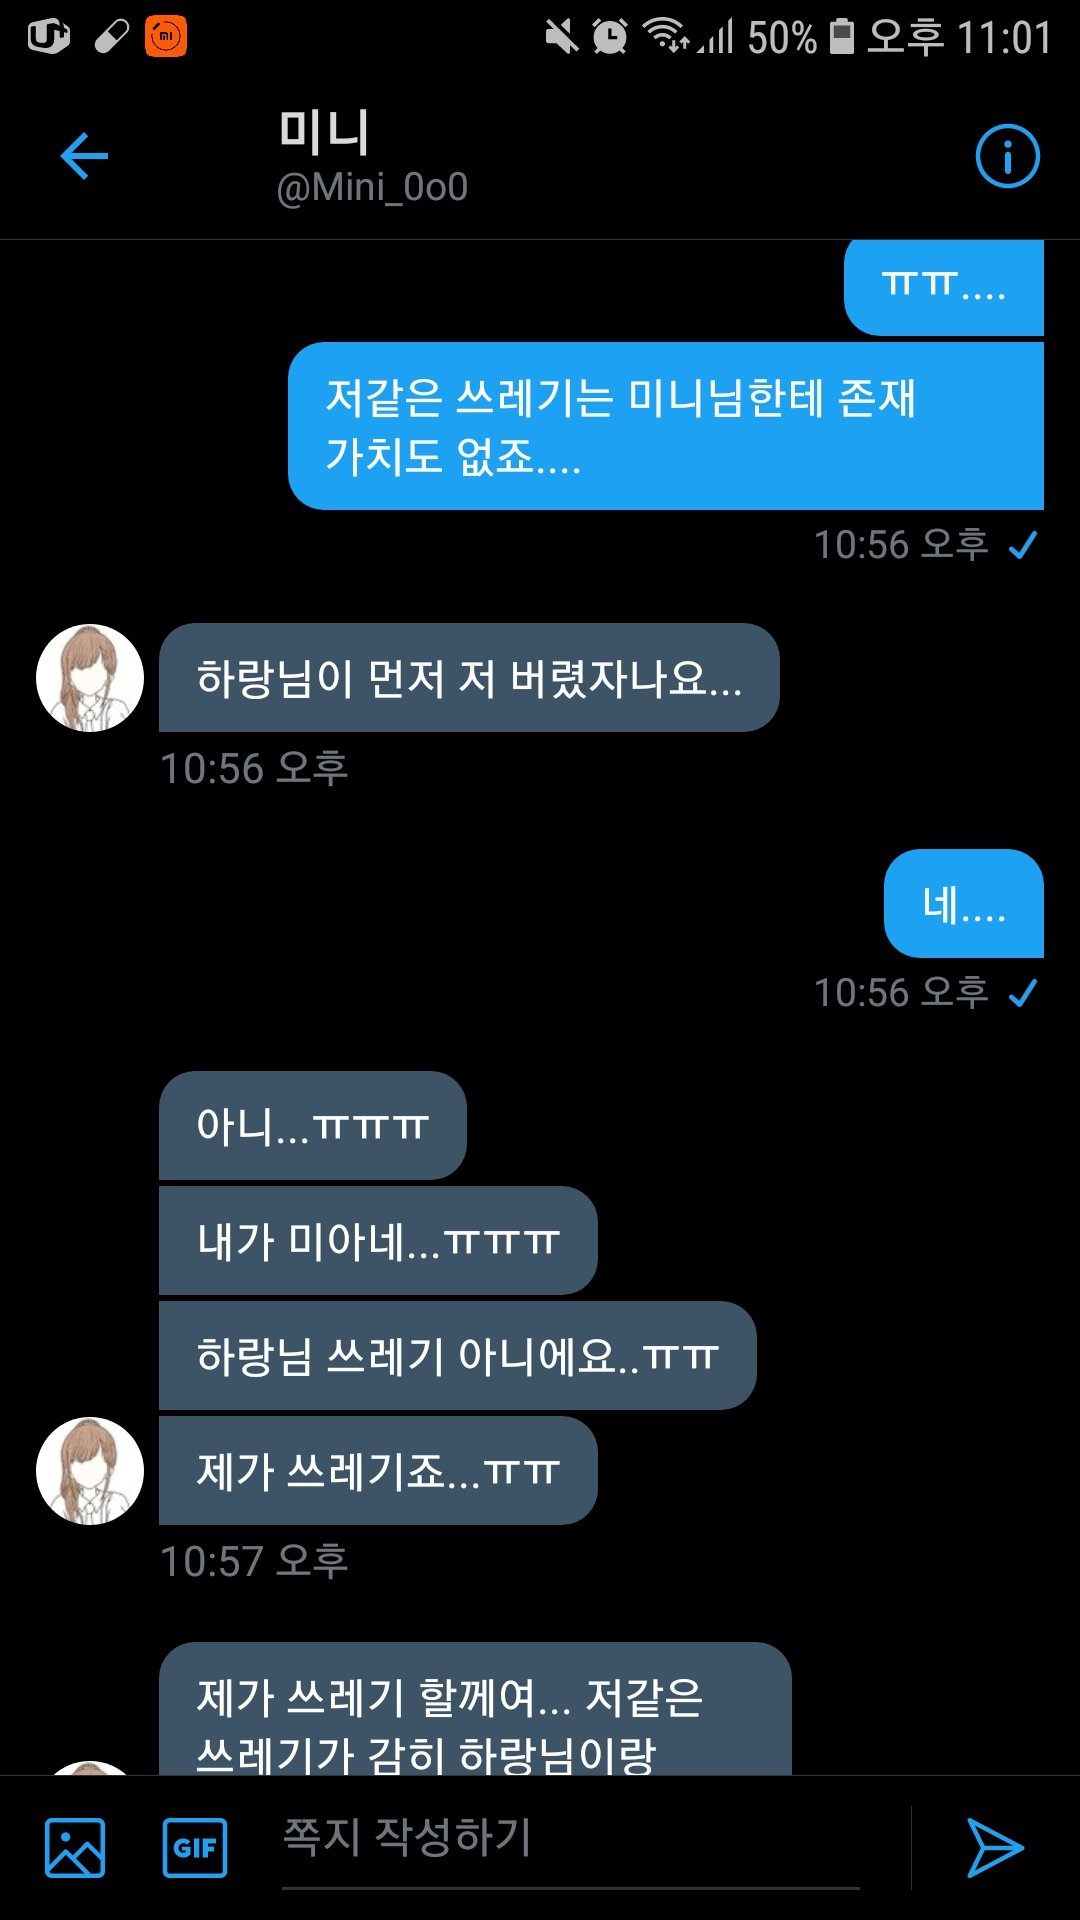 U+
MI
50%
오후 11:01
미니
@Mini_0o0
ㅠㅠ....
저같은 쓰레기는 미니님한테 존재
가치도 없죠....
10:56 오후
하랑님이 먼저 저 버렸자나요...
10:56 오후
네....
10:56 오후
아니...ㅠㅠㅠ
내가 미아네...ㅠㅠㅠ
하랑님 쓰레기 아니에요..ㅠㅠ
제가 쓰레기죠...ㅠㅠ
10:57 오후
제가 쓰레기 할께여... 저같은
쓰레기가 감히 하랑님이랑
GIF
쪽지 작성하기